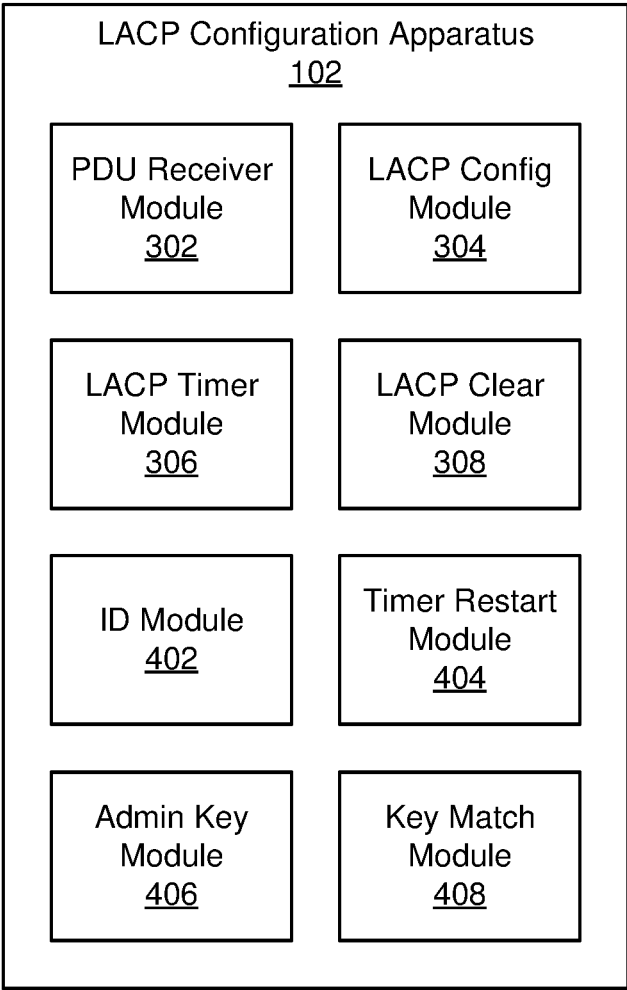 LACP Configuration Apparatus
102
PDU Receiver
Module
302
LACP Config
Module
304
LACP Timer
Module
306
LACP Clear
Module
308
ID Module
402
Timer Restart
Module
404
Admin Key
Module
406
Key Match
Module
408